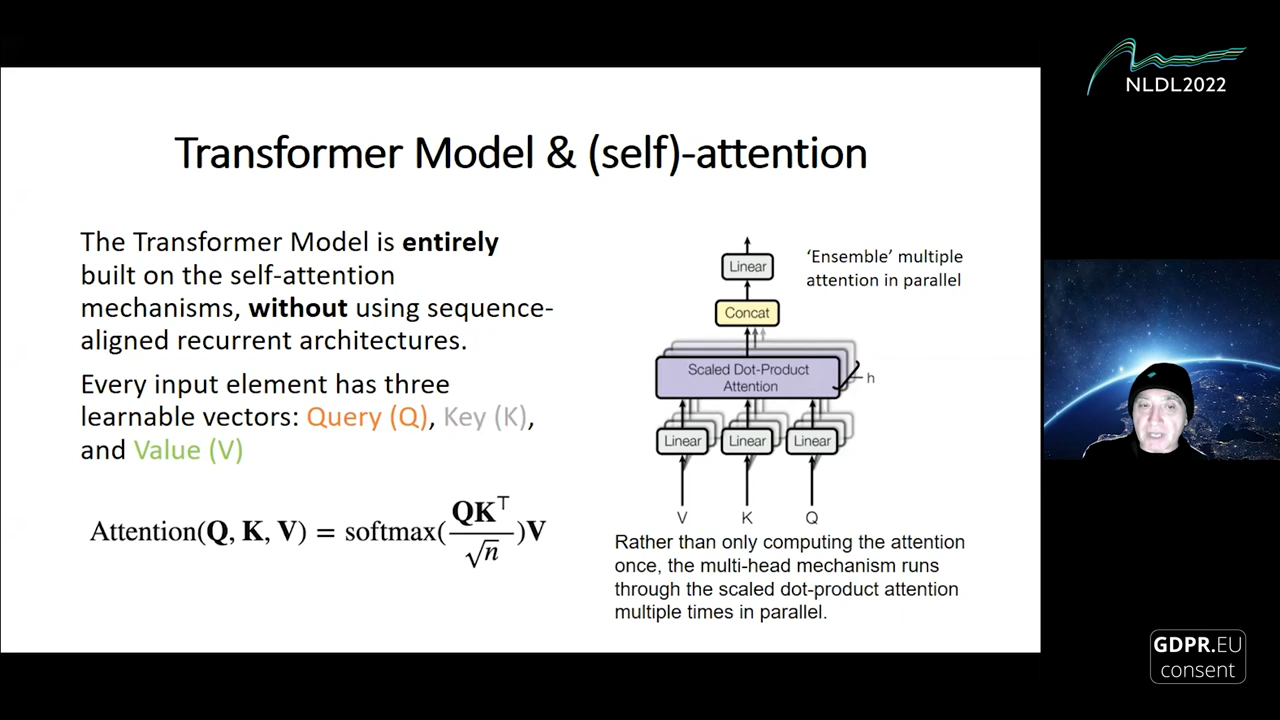 NLDL2022
Transformer Model & (self)-attention
The Transformer Model is entirely
built on the self-attention
mechanisms, without using sequence-
aligned recurrent architectures.
Every input element has three
learnable vectors: Query (Q), Key (K),
and Value (V)
Attention(Q, K, V) = softmax(QK⊤/√n)V
'Ensemble' multiple
attention in parallel
Linear
Concat
Scaled Dot-Product
Attention
h
Linear Linear Linear
V K Q
Rather than only computing the attention
once, the multi-head mechanism runs
through the scaled dot-product attention
multiple times in parallel.
GDPR.EU
consent